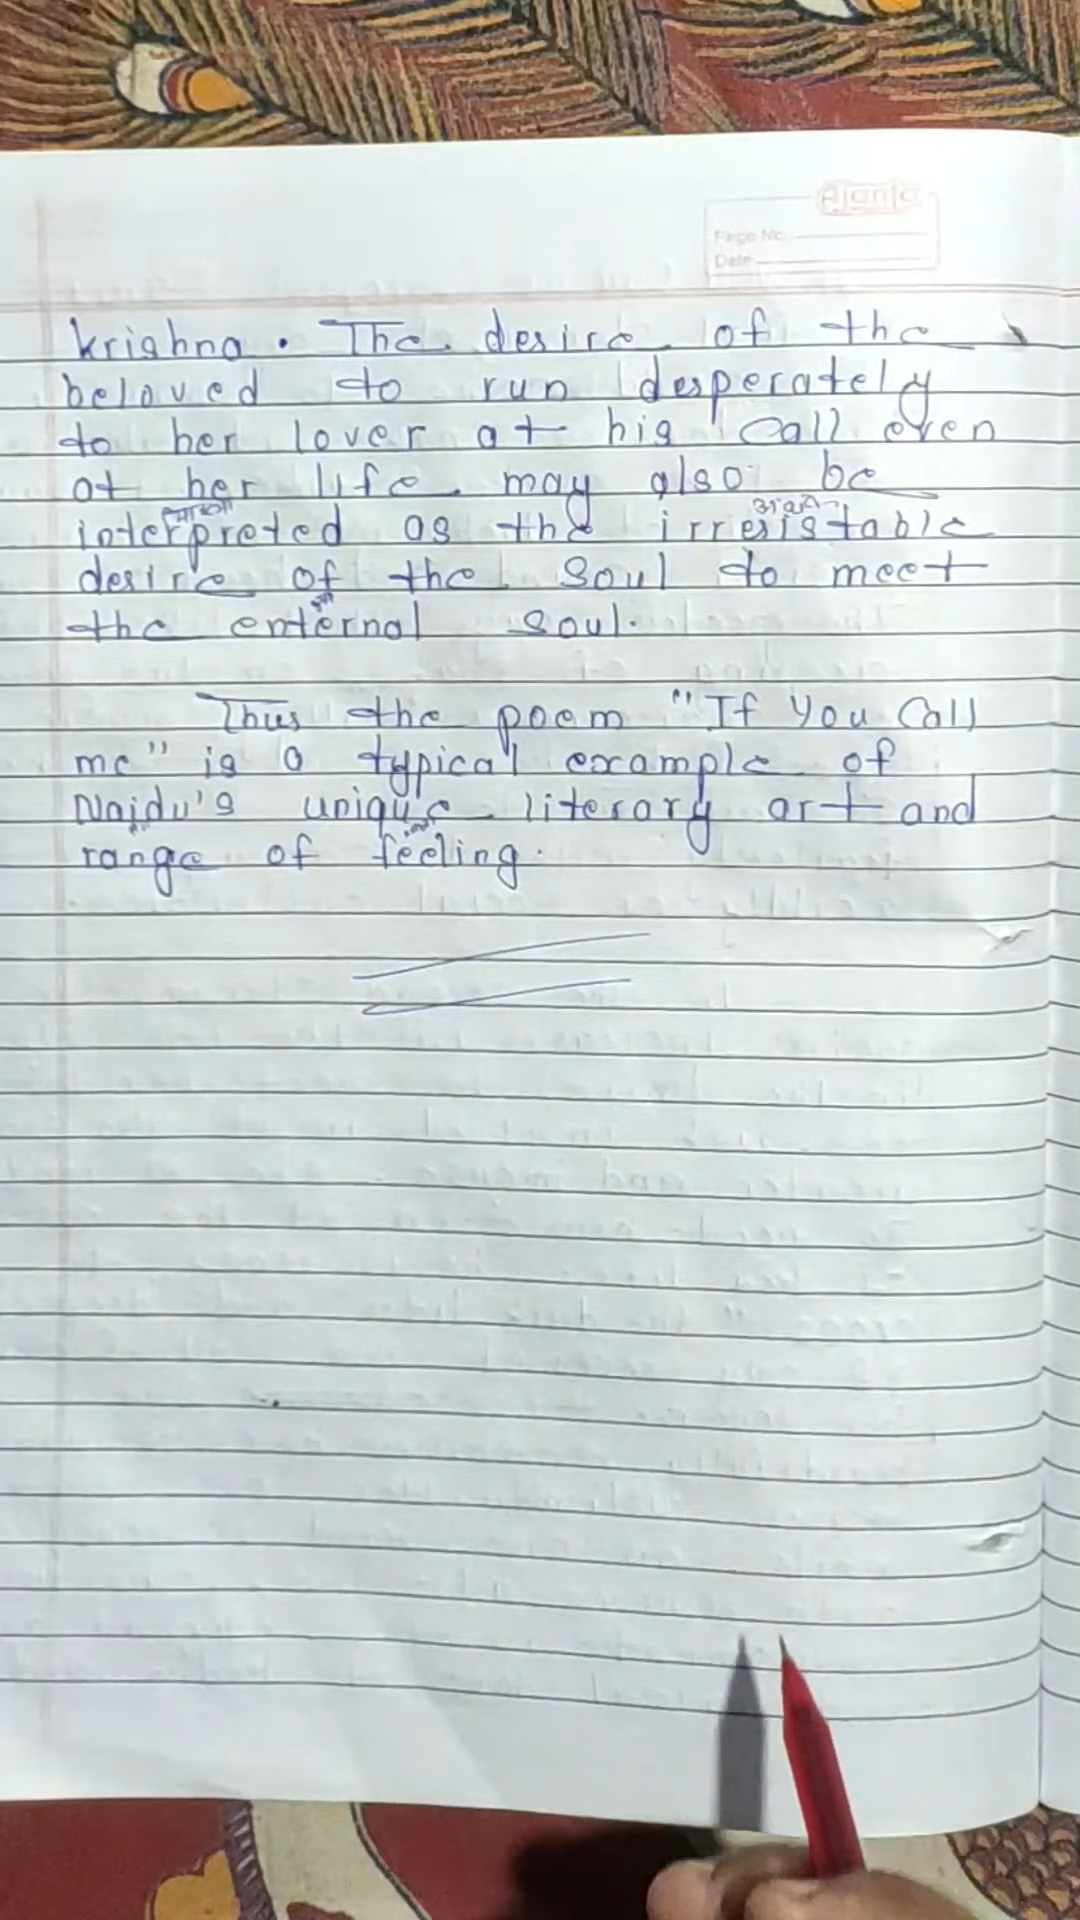 Page No.
Date
krishna. The desire of the
beloved to run desperately
to her lover at his call even
at her life may also be
interpreted as the irresistable
desire of the soul to meet
the enternal soul.
Thus the poem "If You Call
me" is a typical example of
Naidu's unique literary art and
range of feeling.